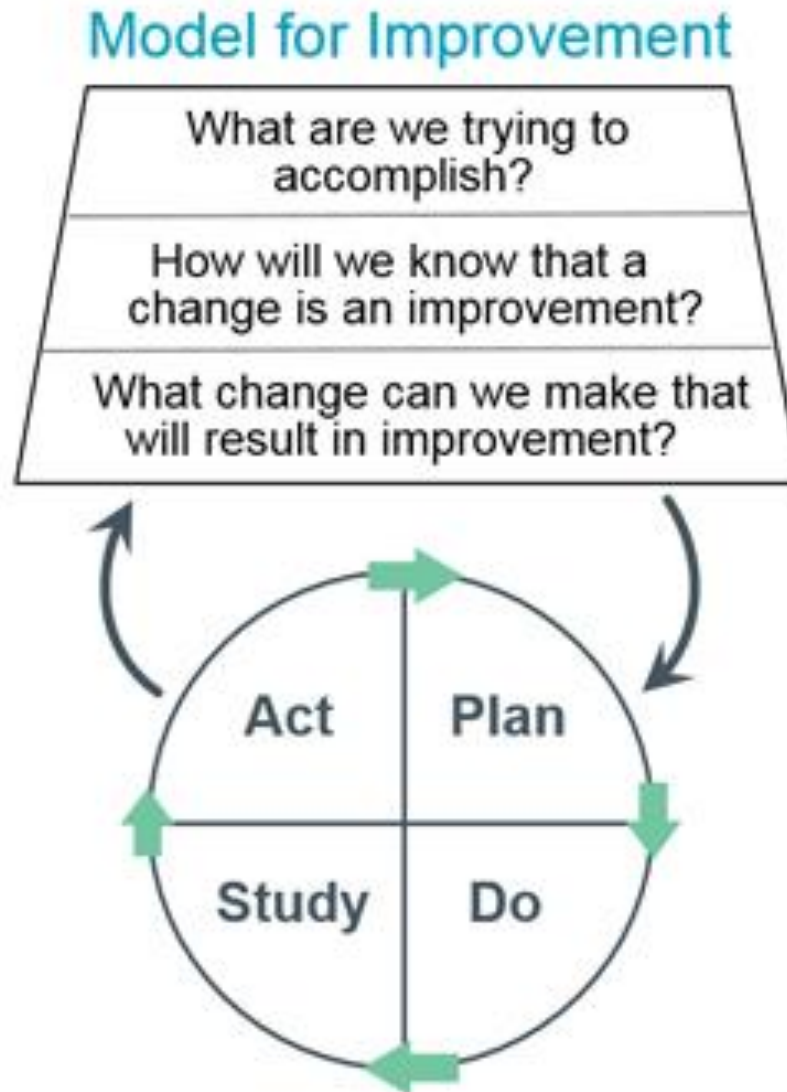 Model for Improvement
What are we trying to
accomplish?
How will we know that a
change is an improvement?
What change can we make that
will result in improvement?
Act
Plan
Study
Do